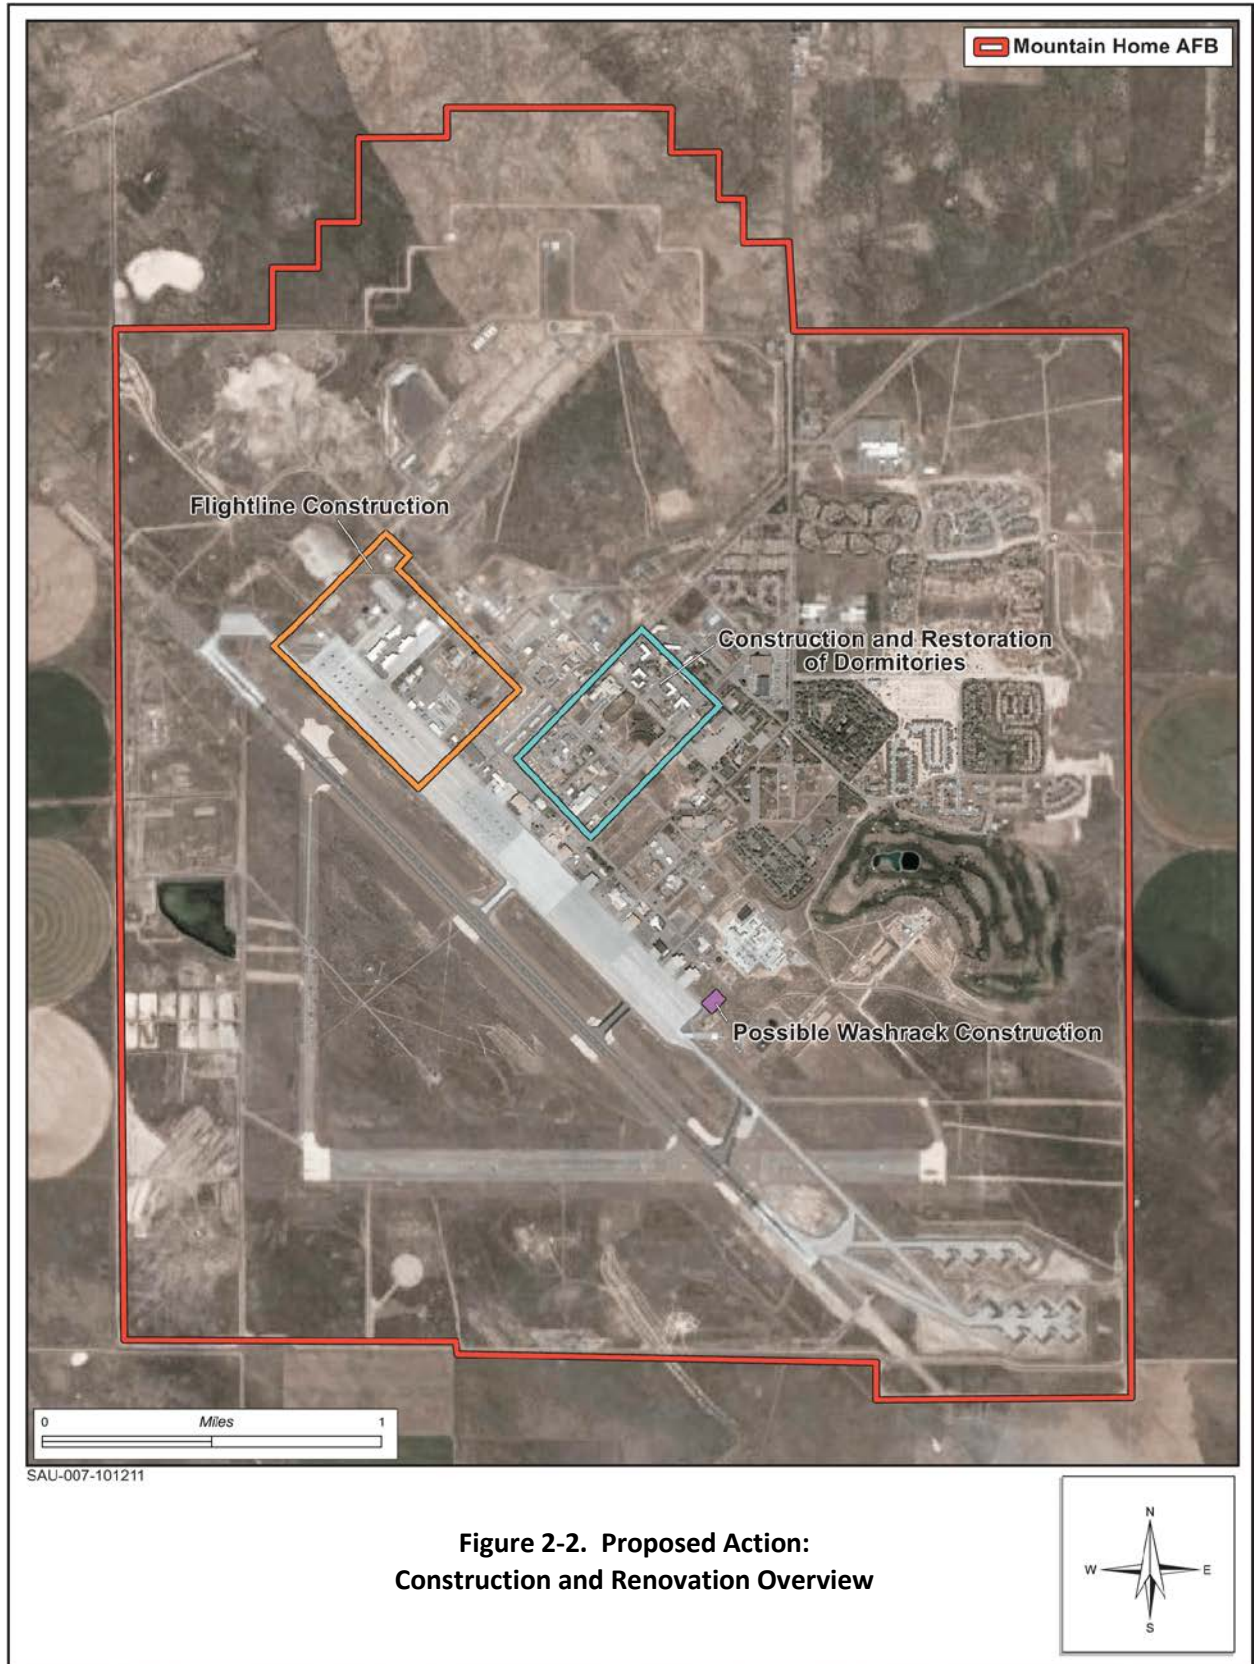 Mountain Home AFB
Flightline Construction
Construction and Restoration
of Dormitories
Possible Washrack Construction
0 Miles 1
SAU-007-101211
Figure 2-2. Proposed Action:
Construction and Renovation Overview
N
W E
S